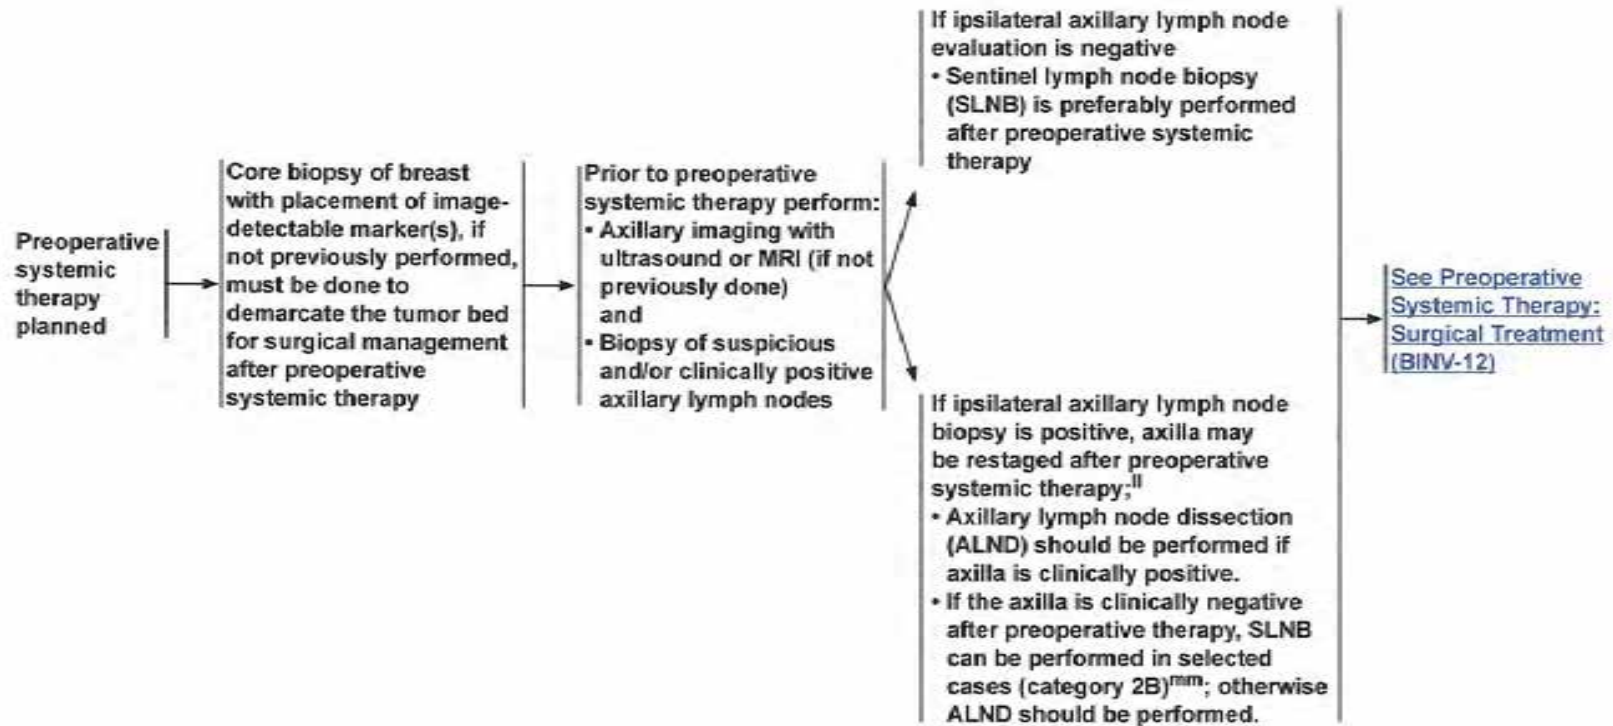 Preoperative
systemic
therapy
planned
Core biopsy of breast
with placement of image-
detectable marker(s), if
not previously performed,
must be done to
demarcate the tumor bed
for surgical management
after preoperative
systemic therapy
Prior to preoperative
systemic therapy perform:
• Axillary imaging with
ultrasound or MRI (if not
previously done)
and
• Biopsy of suspicious
and/or clinically positive
axillary lymph nodes
If ipsilateral axillary lymph node
evaluation is negative
• Sentinel lymph node biopsy
(SLNB) is preferably performed
after preoperative systemic
therapy
If ipsilateral axillary lymph node
biopsy is positive, axilla may
be restaged after preoperative
systemic therapy;ll
• Axillary lymph node dissection
(ALND) should be performed if
axilla is clinically positive.
• If the axilla is clinically negative
after preoperative therapy, SLNB
can be performed in selected
cases (category 2B)mm; otherwise
ALND should be performed.
See Preoperative
Systemic Therapy:
Surgical Treatment
(BINV-12)